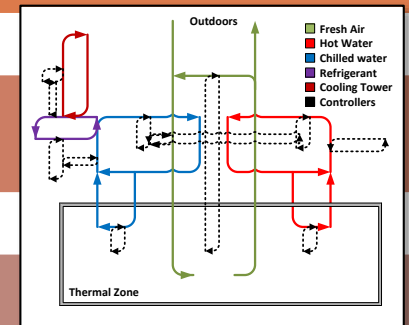 Outdoors
Fresh Air
Hot Water
Chilled water
Refrigerant
Cooling Tower
Controllers
Thermal Zone